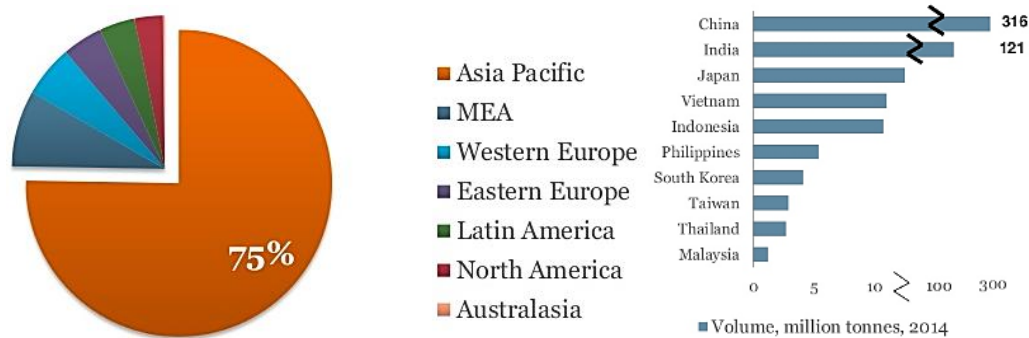 75%
Asia Pacific
MEA
Western Europe
Eastern Europe
Latin America
North America
Australasia
China 316
India 121
Japan
Vietnam
Indonesia
Philippines
South Korea
Taiwan
Thailand
Malaysia
0 5 10 100 300
Volume, million tonnes, 2014